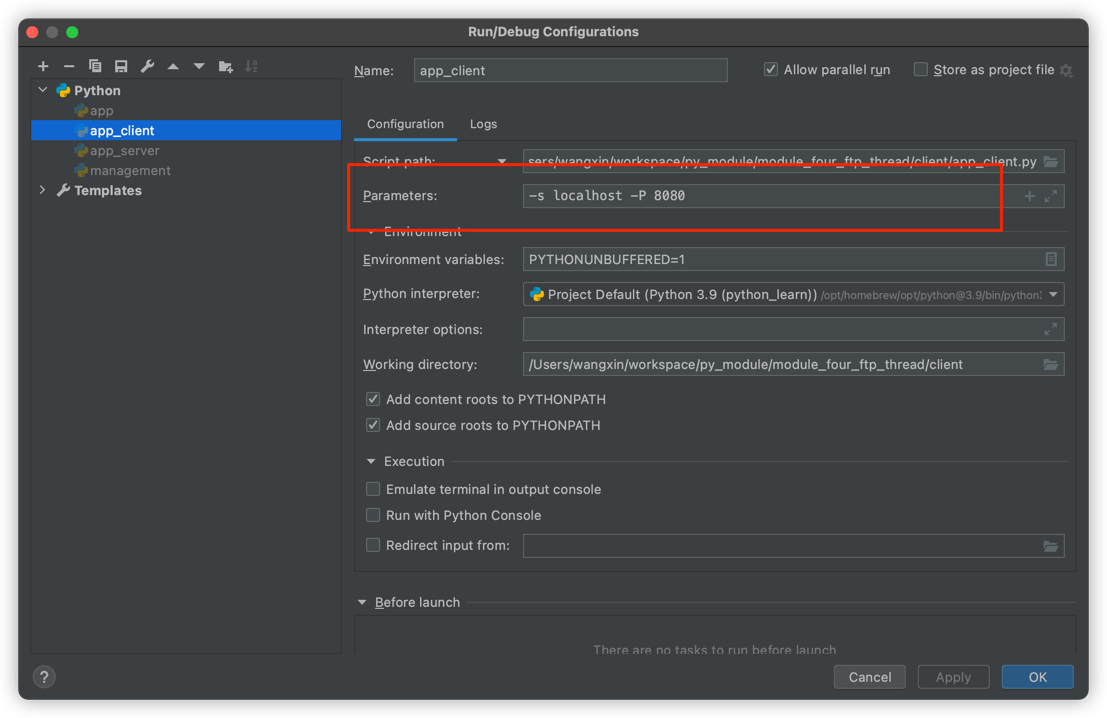 Run/Debug Configurations
Name: app_client Allow parallel run Store as project file
Python
app
app_client
app_server
management
Templates
Configuration Logs
Script path: sers/wangxin/workspace/py_module/module_four_ftp_thread/client/app_client.py
Parameters: -s localhost -P 8080
Environment
Environment variables: PYTHONUNBUFFERED=1
Python interpreter: Project Default (Python 3.9 (python_learn)) /opt/homebrew/opt/python@3.9/bin/python3
Interpreter options:
Working directory: /Users/wangxin/workspace/py_module/module_four_ftp_thread/client
Add content roots to PYTHONPATH
Add source roots to PYTHONPATH
Execution
Emulate terminal in output console
Run with Python Console
Redirect input from:
Before launch
There are no tasks to run before launch
? Cancel Apply OK